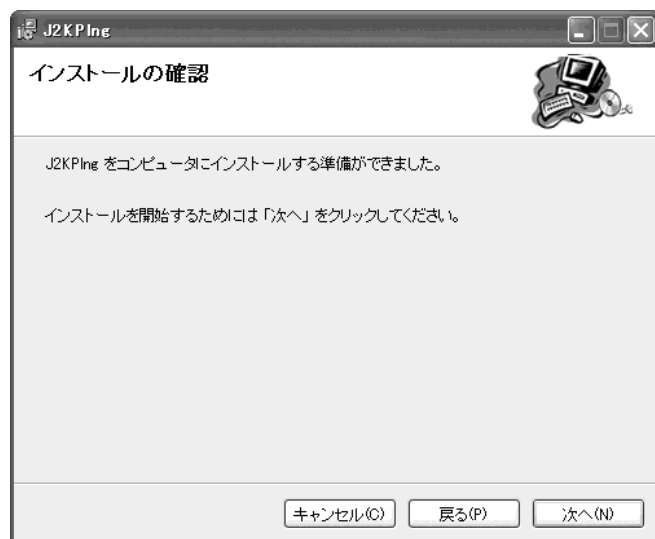 J2KPlng
インストールの確認
J2KPlng をコンピュータにインストールする準備ができました。
インストールを開始するためには「次へ」をクリックしてください。
キャンセル(C) 戻る(P) 次へ(N)